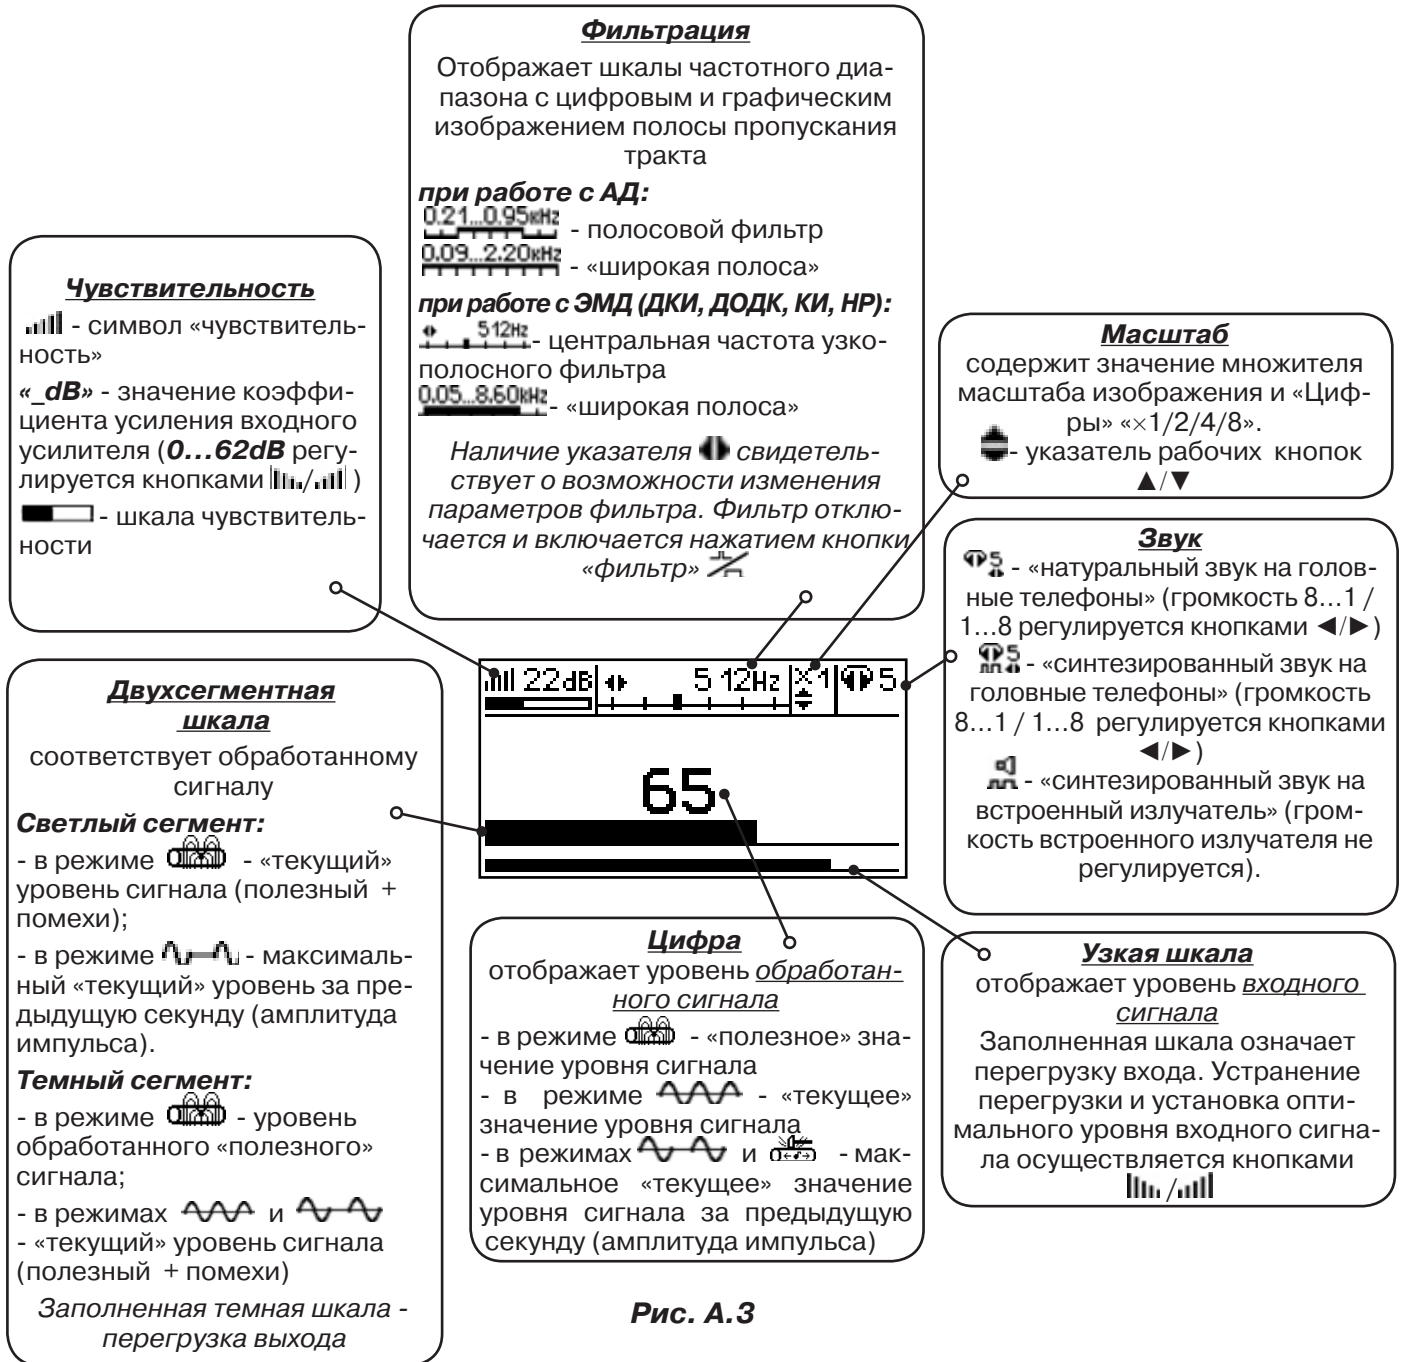 Фильтрация
Отображает шкалы частотного диа-
пазона с цифровым и графическим
изображением полосы пропускания
тракта
при работе с АД:
0.21...0.95кHz - полосовой фильтр
0.09...2.20кHz - «широкая полоса»
при работе с ЭМД (ДКИ, ДОДК, КИ, НР):
512Hz - центральная частота узко-
полосного фильтра
0.05...8.60kHz - «широкая полоса»
Наличие указателя свидетель-
ствует о возможности изменения
параметров фильтра. Фильтр отклю-
чается и включается нажатием кнопки
«фильтр»
Чувствительность
- символ «чувствитель-
ность»
«_dB» - значение коэффи-
циента усиления входного
усилителя (0...62dB регу-
лируется кнопками / )
- шкала чувствитель-
ности
Масштаб
содержит значение множителя
масштаба изображения и «Циф-
ры» «×1/2/4/8».
- указатель рабочих кнопок
▲/▼
Звук
5 - «натуральный звук на голов-
ные телефоны» (громкость 8...1 /
1...8 регулируется кнопками ◄/►)
5 - «синтезированный звук на
головные телефоны» (громкость
8...1 / 1...8 регулируется кнопками
◄/►)
- «синтезированный звук на
встроенный излучатель» (гром-
кость встроенного излучателя не
регулируется).
Двухсегментная
шкала
соответствует обработанному
сигналу
Светлый сегмент:
- в режиме - «текущий»
уровень сигнала (полезный +
помехи);
- в режиме - максималь-
ный «текущий» уровень за пре-
дыдущую секунду (амплитуда
импульса).
Темный сегмент:
- в режиме - уровень
обработанного «полезного»
сигнала;
- в режимах и
- «текущий» уровень сигнала
(полезный + помехи)
Заполненная темная шкала -
перегрузка выхода
22dB 512Hz X1 5
65
Цифра
отображает уровень обработан-
ного сигнала
- в режиме - «полезное» зна-
чение уровня сигнала
- в режиме - «текущее»
значение уровня сигнала
- в режимах и - мак-
симальное «текущее» значение
уровня сигнала за предыдущую
секунду (амплитуда импульса)
Узкая шкала
отображает уровень входного
сигнала
Заполненная шкала означает
перегрузку входа. Устранение
перегрузки и установка опти-
мального уровня входного сигна-
ла осуществляется кнопками
/
Рис. А.3